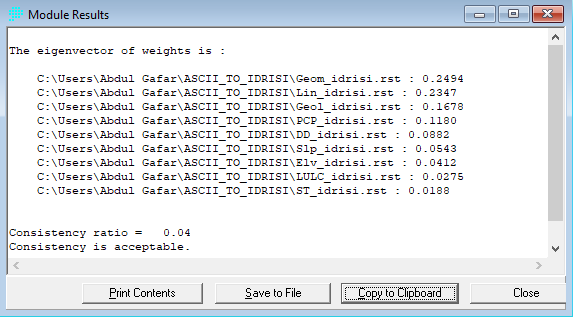 Module Results
The eigenvector of weights is :
C:\Users\Abdul Gafar\ASCII_TO_IDRISI\Geom_idrisi.rst : 0.2494
C:\Users\Abdul Gafar\ASCII_TO_IDRISI\Lin_idrisi.rst : 0.2347
C:\Users\Abdul Gafar\ASCII_TO_IDRISI\Geol_idrisi.rst : 0.1678
C:\Users\Abdul Gafar\ASCII_TO_IDRISI\PCP_idrisi.rst : 0.1180
C:\Users\Abdul Gafar\ASCII_TO_IDRISI\DD_idrisi.rst : 0.0882
C:\Users\Abdul Gafar\ASCII_TO_IDRISI\Slp_idrisi.rst : 0.0543
C:\Users\Abdul Gafar\ASCII_TO_IDRISI\Elv_idrisi.rst : 0.0412
C:\Users\Abdul Gafar\ASCII_TO_IDRISI\LULC_idrisi.rst : 0.0275
C:\Users\Abdul Gafar\ASCII_TO_IDRISI\ST_idrisi.rst : 0.0188
Consistency ratio = 0.04
Consistency is acceptable.
Print Contents Save to File Copy to Clipboard Close